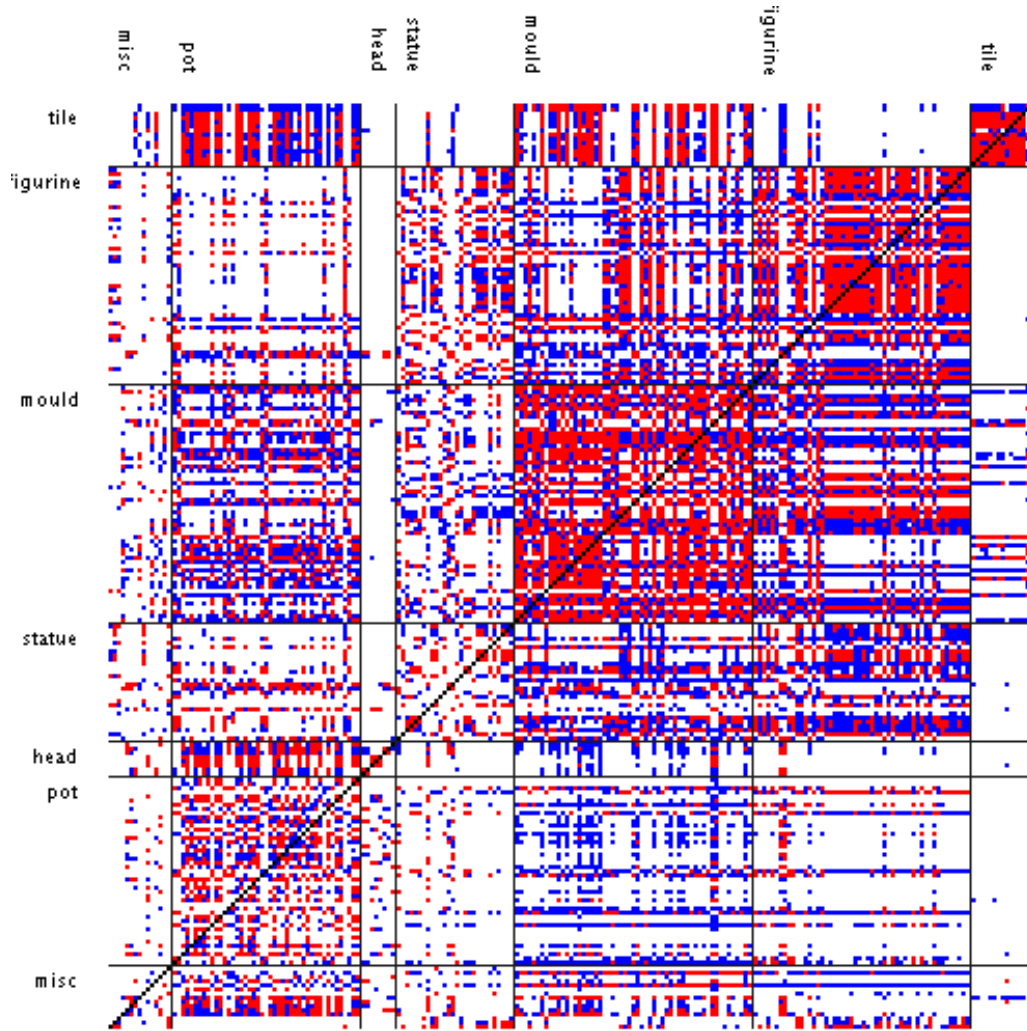 misc
pot
head
statue
mould
figurine
tile
tile
figurine
mould
statue
head
pot
misc